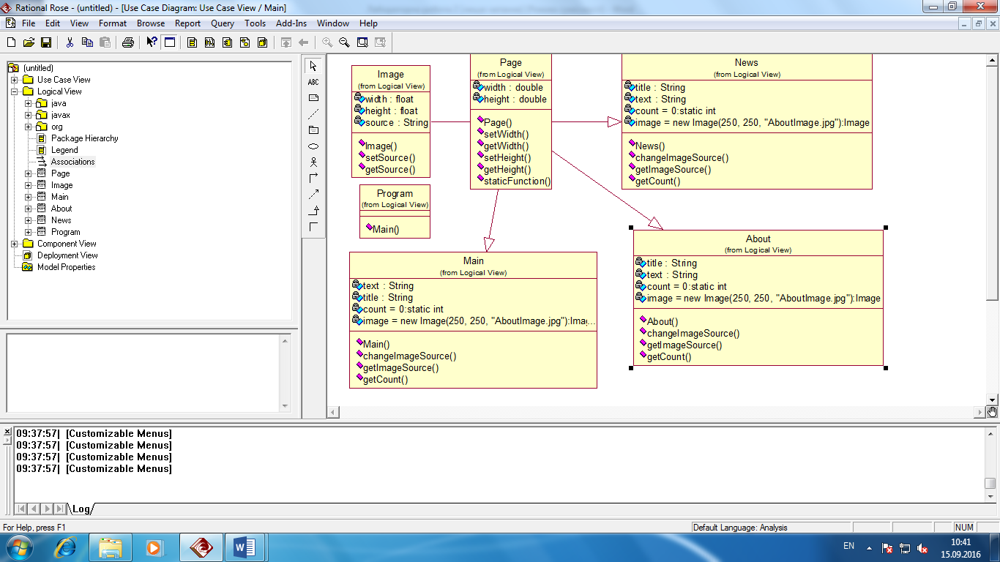 Rational Rose - (untitled) - [Use Case Diagram: Use Case View / Main]
File Edit View Format Browse Report Query Tools Add-Ins Window Help
(untitled)
Use Case View
Logical View
java
javax
org
Package Hierarchy
Legend
Associations
Page
Image
Main
About
News
Program
Component View
Deployment View
Model Properties
ABC
Image
(from Logical View)
width : float
height : float
source : String
Image()
setSource()
getSource()
Page
(from Logical View)
width : double
height : double
Page()
setWidth()
getWidth()
setHeight()
getHeight()
staticFunction()
News
(from Logical View)
title : String
text : String
count = 0:static int
image = new Image(250, 250, "AboutImage.jpg"):Image
News()
changeImageSource()
getImageSource()
getCount()
Program
(from Logical View)
Main()
Main
(from Logical View)
text : String
title : String
count = 0:static int
image = new Image(250, 250, "AboutImage.jpg"):Imag...
Main()
changeImageSource()
getImageSource()
getCount()
About
(from Logical View)
title : String
text : String
count = 0:static int
image = new Image(250, 250, "AboutImage.jpg"):Image
About()
changeImageSource()
getImageSource()
getCount()
09:37:57| [Customizable Menus]
09:37:57| [Customizable Menus]
09:37:57| [Customizable Menus]
09:37:57| [Customizable Menus]
Log
For Help, press F1
Default Language: Analysis
NUM
EN
10:41
15.09.2016